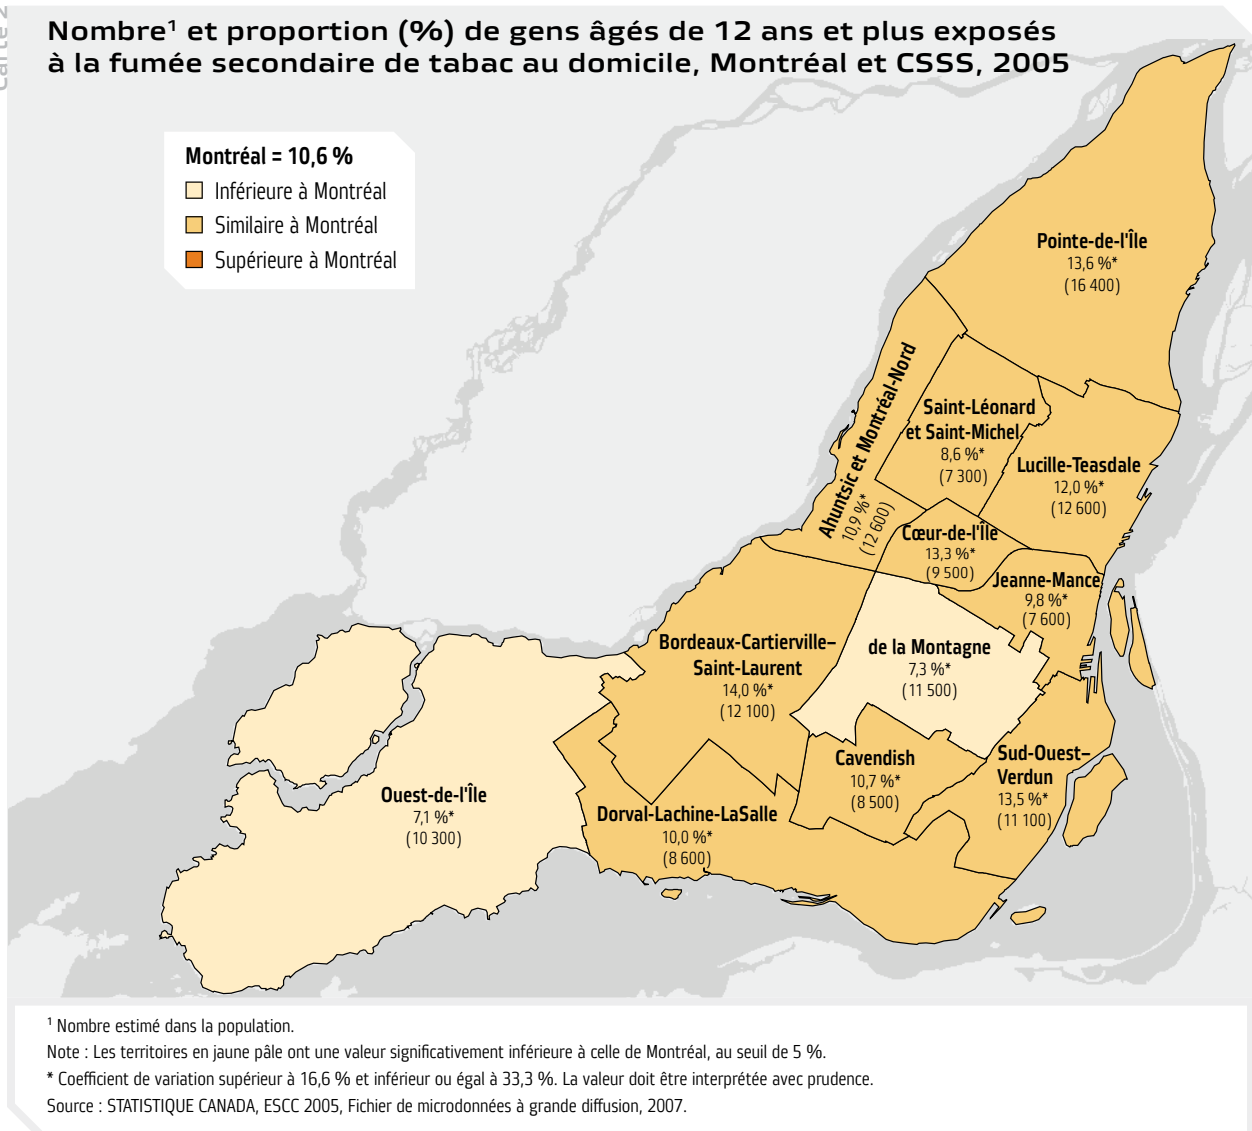 Carte 2
Nombre¹ et proportion (%) de gens âgés de 12 ans et plus exposés
à la fumée secondaire de tabac au domicile, Montréal et CSSS, 2005
Montréal = 10,6 %
Inférieure à Montréal
Similaire à Montréal
Supérieure à Montréal
Pointe-de-l'Île
13,6 %*
(16 400)
Ahuntsic et Montréal-Nord
10,9 %*
(12 600)
Saint-Léonard
et Saint-Michel
8,6 %*
(7 300)
Lucille-Teasdale
12,0 %*
(12 600)
Cœur-de-l'Île
13,3 %*
(9 500)
Jeanne-Mance
9,8 %*
(7 600)
Bordeaux-Cartierville–
Saint-Laurent
14,0 %*
(12 100)
de la Montagne
7,3 %*
(11 500)
Cavendish
10,7 %*
(8 500)
Sud-Ouest–
Verdun
13,5 %*
(11 100)
Ouest-de-l'Île
7,1 %*
(10 300)
Dorval-Lachine-LaSalle
10,0 %*
(8 600)
¹ Nombre estimé dans la population.
Note : Les territoires en jaune pâle ont une valeur significativement inférieure à celle de Montréal, au seuil de 5 %.
* Coefficient de variation supérieur à 16,6 % et inférieur ou égal à 33,3 %. La valeur doit être interprétée avec prudence.
Source : STATISTIQUE CANADA, ESCC 2005, Fichier de microdonnées à grande diffusion, 2007.